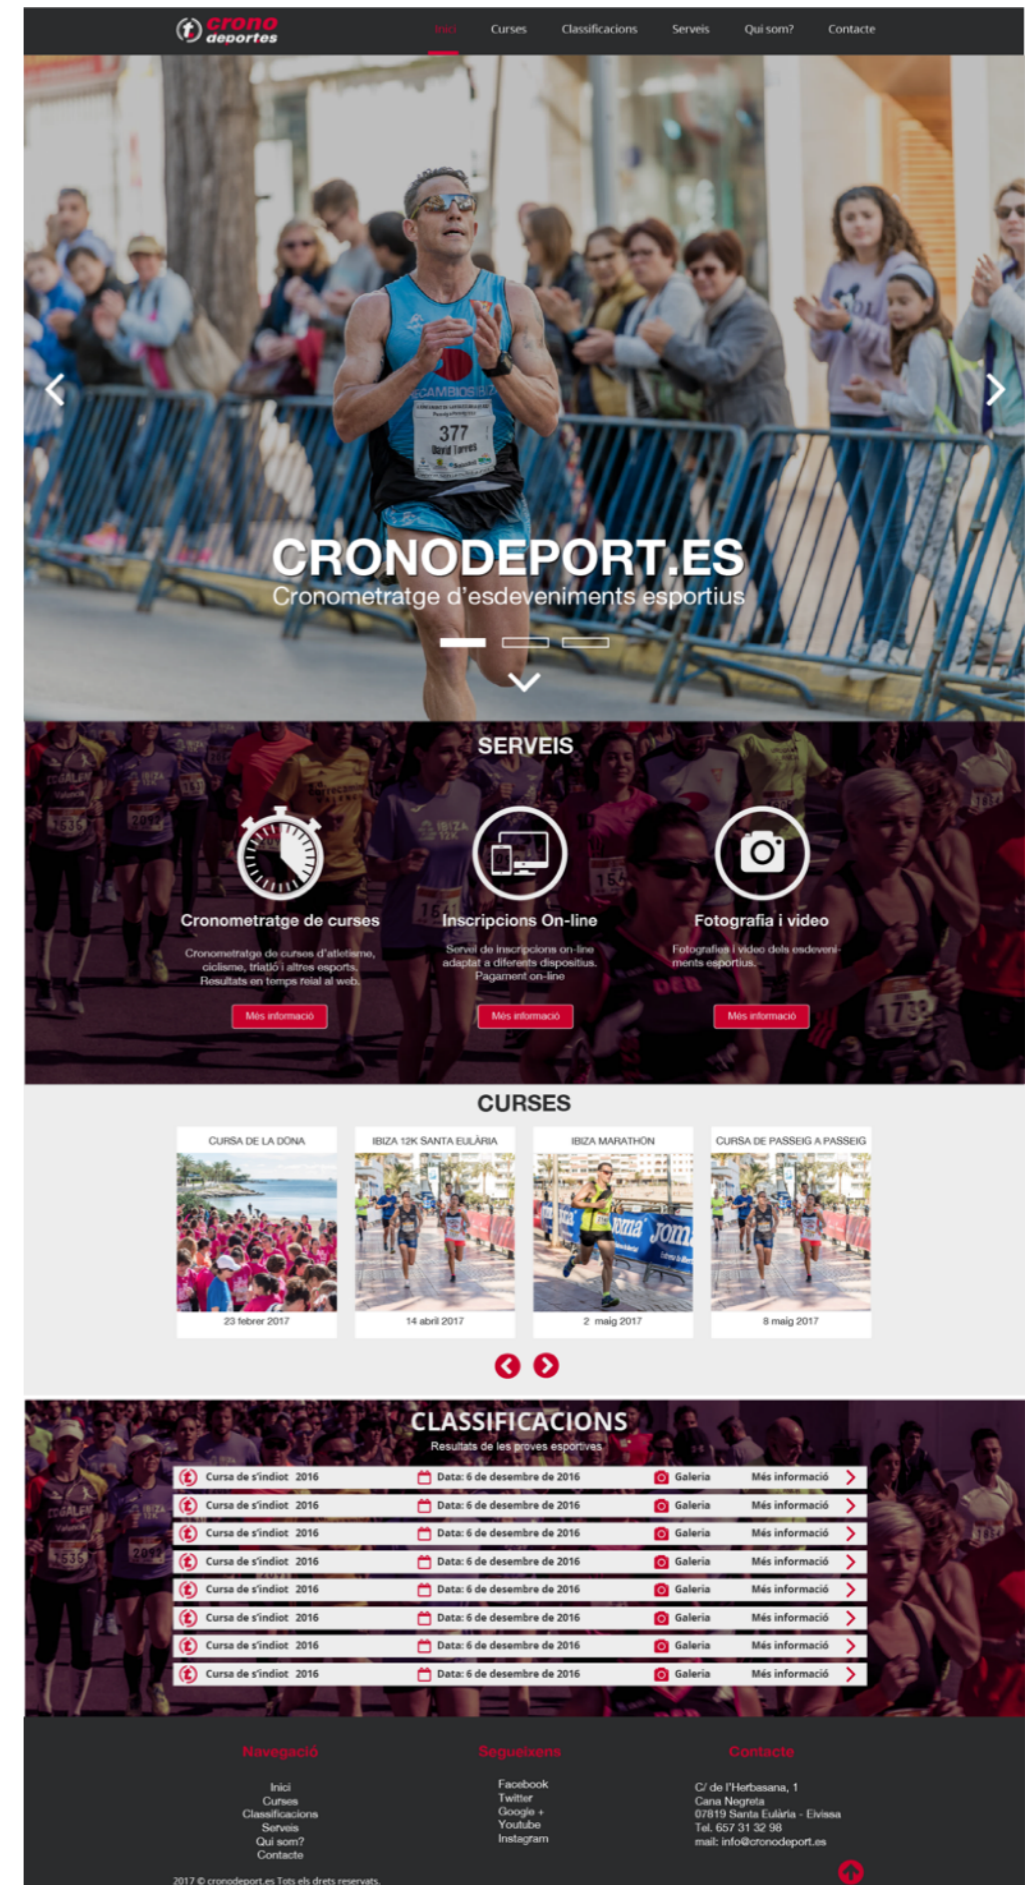 crono
deportes
Inici Curses Classificacions Serveis Qui som? Contacte
RECAMBIOS IBIZA
377
David Torres
CRONODEPORT.ES
Cronometratge d'esdeveniments esportius
SERVEIS
Cronometratge de curses
Cronometratge de curses d'atletisme,
ciclisme, triatló i altres esports.
Resultats en temps reial al web.
Més informació
Inscripcions On-line
Servei de inscripcions on-line
adaptat a diferents dispositius.
Pagament on-line
Més informació
Fotografia i video
Fotografies i video dels esdeveni-
ments esportius.
Més informació
1732
CURSES
CURSA DE LA DONA
23 febrer 2017
IBIZA 12K SANTA EULÀRIA
14 abril 2017
IBIZA MARATHON
joma
2 maig 2017
CURSA DE PASSEIG A PASSEIG
8 maig 2017
CLASSIFICACIONS
Resultats de les proves esportives
Cursa de s'indiot 2016 Data: 6 de desembre de 2016 Galeria Més informació
Cursa de s'indiot 2016 Data: 6 de desembre de 2016 Galeria Més informació
Cursa de s'indiot 2016 Data: 6 de desembre de 2016 Galeria Més informació
Cursa de s'indiot 2016 Data: 6 de desembre de 2016 Galeria Més informació
Cursa de s'indiot 2016 Data: 6 de desembre de 2016 Galeria Més informació
Cursa de s'indiot 2016 Data: 6 de desembre de 2016 Galeria Més informació
Cursa de s'indiot 2016 Data: 6 de desembre de 2016 Galeria Més informació
Cursa de s'indiot 2016 Data: 6 de desembre de 2016 Galeria Més informació
Navegació
Inici
Curses
Classificacions
Serveis
Qui som?
Contacte
Segueixens
Facebook
Twitter
Google +
Youtube
Instagram
Contacte
C/ de l'Herbasana, 1
Cana Negreta
07819 Santa Eulària - Eivissa
Tel. 657 31 32 98
mail: info@cronodeport.es
2017 © cronodeport.es Tots els drets reservats.